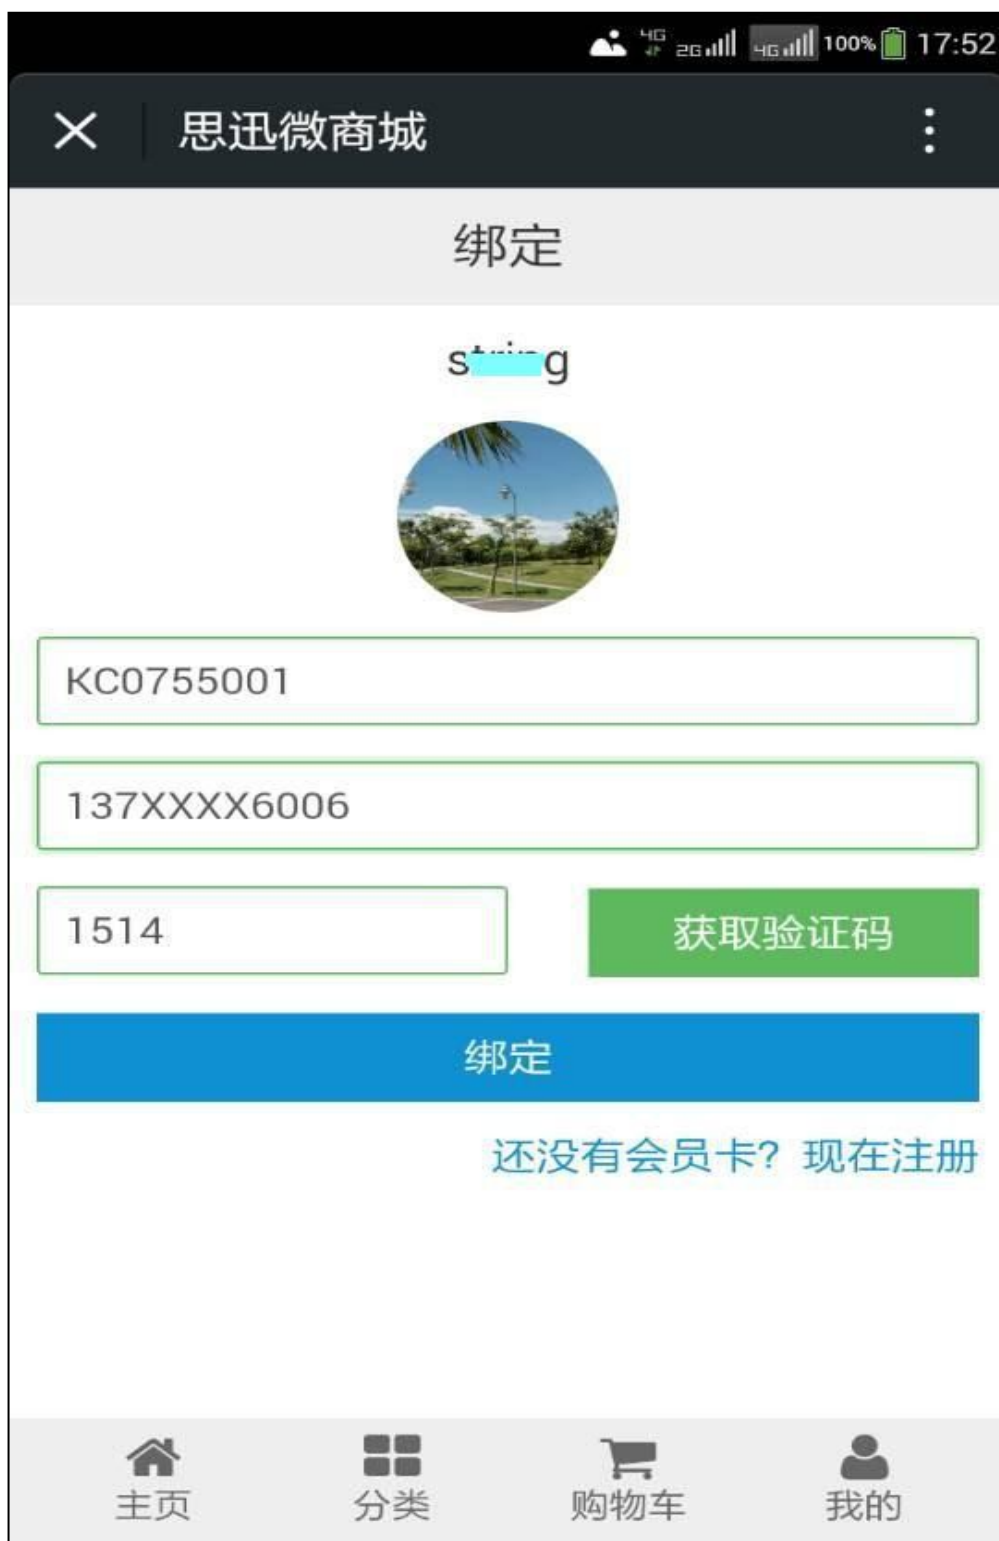 4G 2G 4G 100% 17:52
思迅微商城
绑定
KC0755001
137XXXX6006
1514
获取验证码
绑定
还没有会员卡? 现在注册
主页 分类 购物车 我的